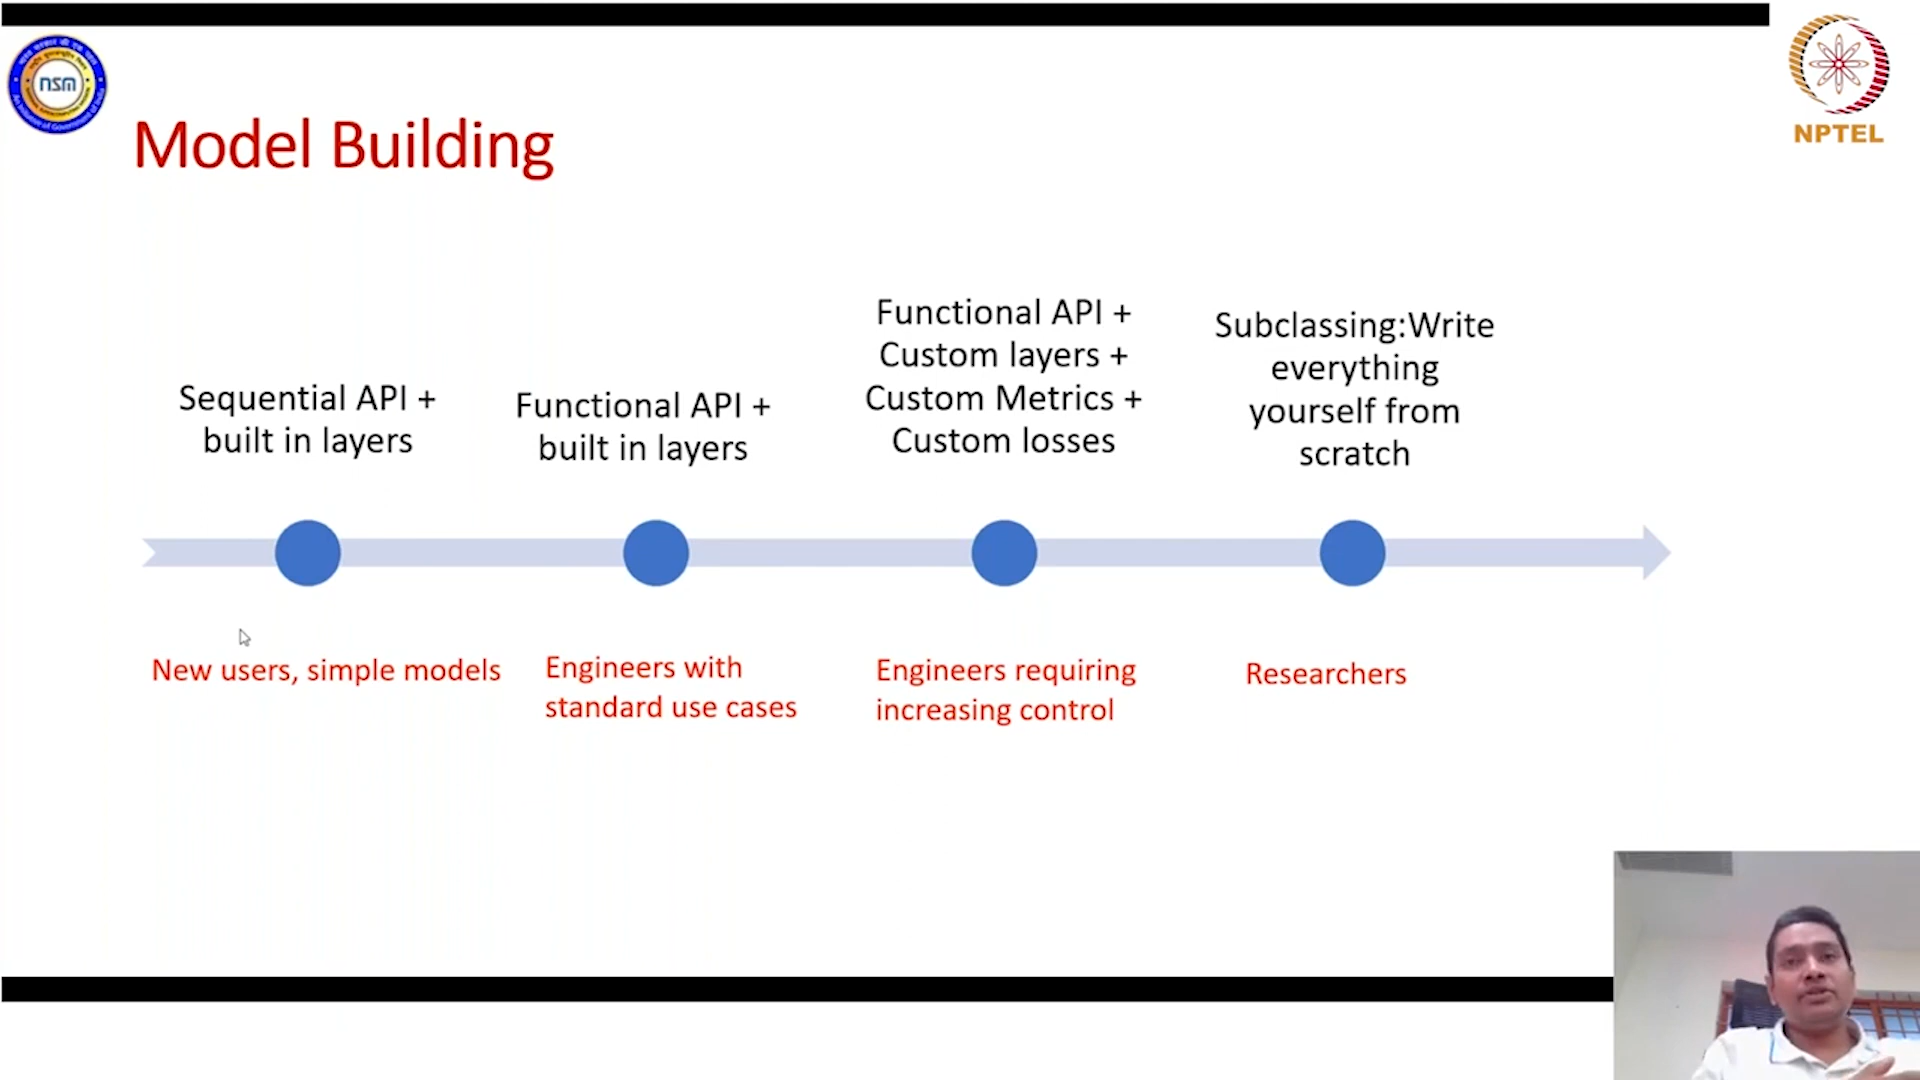 nsm
NPTEL
Model Building
Sequential API +
built in layers
Functional API +
built in layers
Functional API +
Custom layers +
Custom Metrics +
Custom losses
Subclassing:Write
everything
yourself from
scratch
New users, simple models
Engineers with
standard use cases
Engineers requiring
increasing control
Researchers